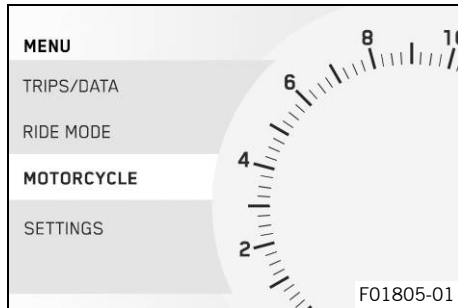 MENU
TRIPS/DATA
RIDE MODE
MOTORCYCLE
SETTINGS
2
4
6
8
F01805-01